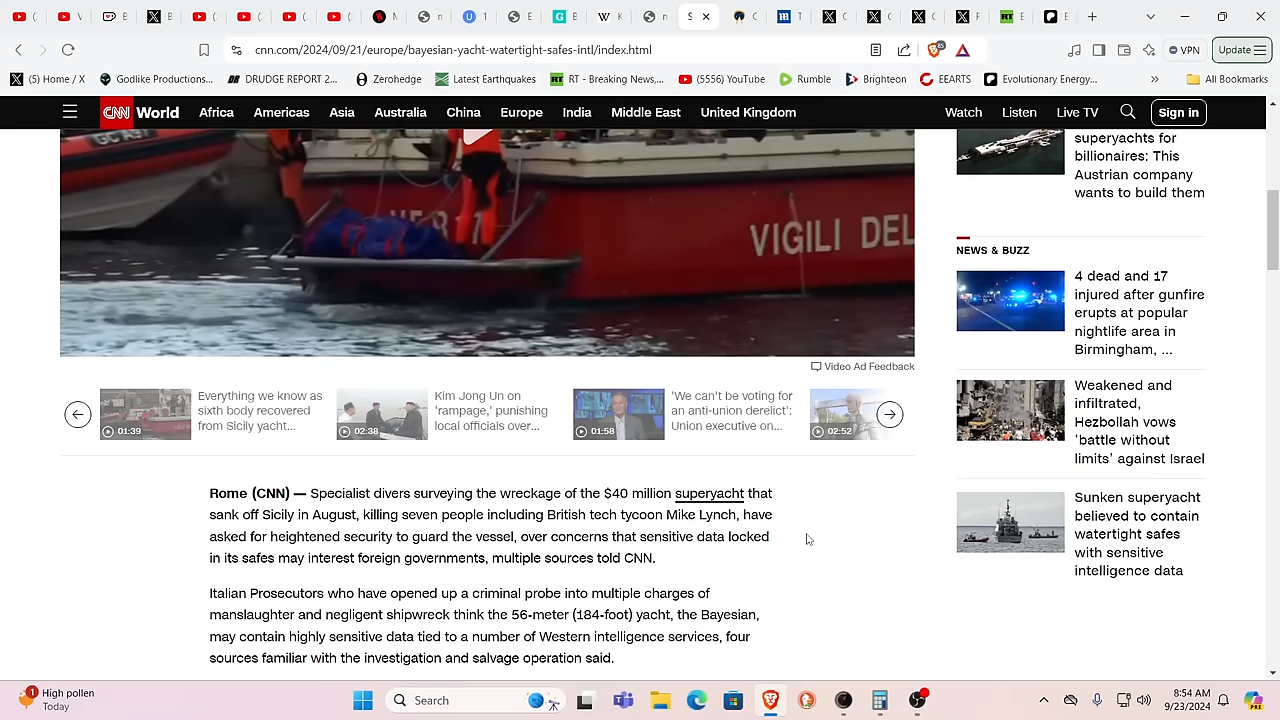 cnn.com/2024/09/21/europe/bayesian-yacht-watertight-safes-intl/index.html
VPN
Update
(5) Home / X
Godlike Productions...
DRUDGE REPORT 2...
Zerohedge
Latest Earthquakes
RT - Breaking News,...
(5556) YouTube
Rumble
Brighteon
EEARTS
Evolutionary Energy...
All Bookmarks
CNN World
Africa
Americas
Asia
Australia
China
Europe
India
Middle East
United Kingdom
Watch
Listen
Live TV
Sign in
VIGILI DEL
Video Ad Feedback
01:39
Everything we know as
sixth body recovered
from Sicily yacht...
02:38
Kim Jong Un on
'rampage,' punishing
local officials over...
01:58
'We can't be voting for
an anti-union derelict':
Union executive on...
02:52
Rome (CNN) — Specialist divers surveying the wreckage of the $40 million superyacht that
sank off Sicily in August, killing seven people including British tech tycoon Mike Lynch, have
asked for heightened security to guard the vessel, over concerns that sensitive data locked
in its safes may interest foreign governments, multiple sources told CNN.
Italian Prosecutors who have opened up a criminal probe into multiple charges of
manslaughter and negligent shipwreck think the 56-meter (184-foot) yacht, the Bayesian,
may contain highly sensitive data tied to a number of Western intelligence services, four
sources familiar with the investigation and salvage operation said.
superyachts for
billionaires: This
Austrian company
wants to build them
NEWS & BUZZ
4 dead and 17
injured after gunfire
erupts at popular
nightlife area in
Birmingham, ...
Weakened and
infiltrated,
Hezbollah vows
'battle without
limits' against Israel
Sunken superyacht
believed to contain
watertight safes
with sensitive
intelligence data
1
High pollen
Today
Search
8:54 AM
9/23/2024